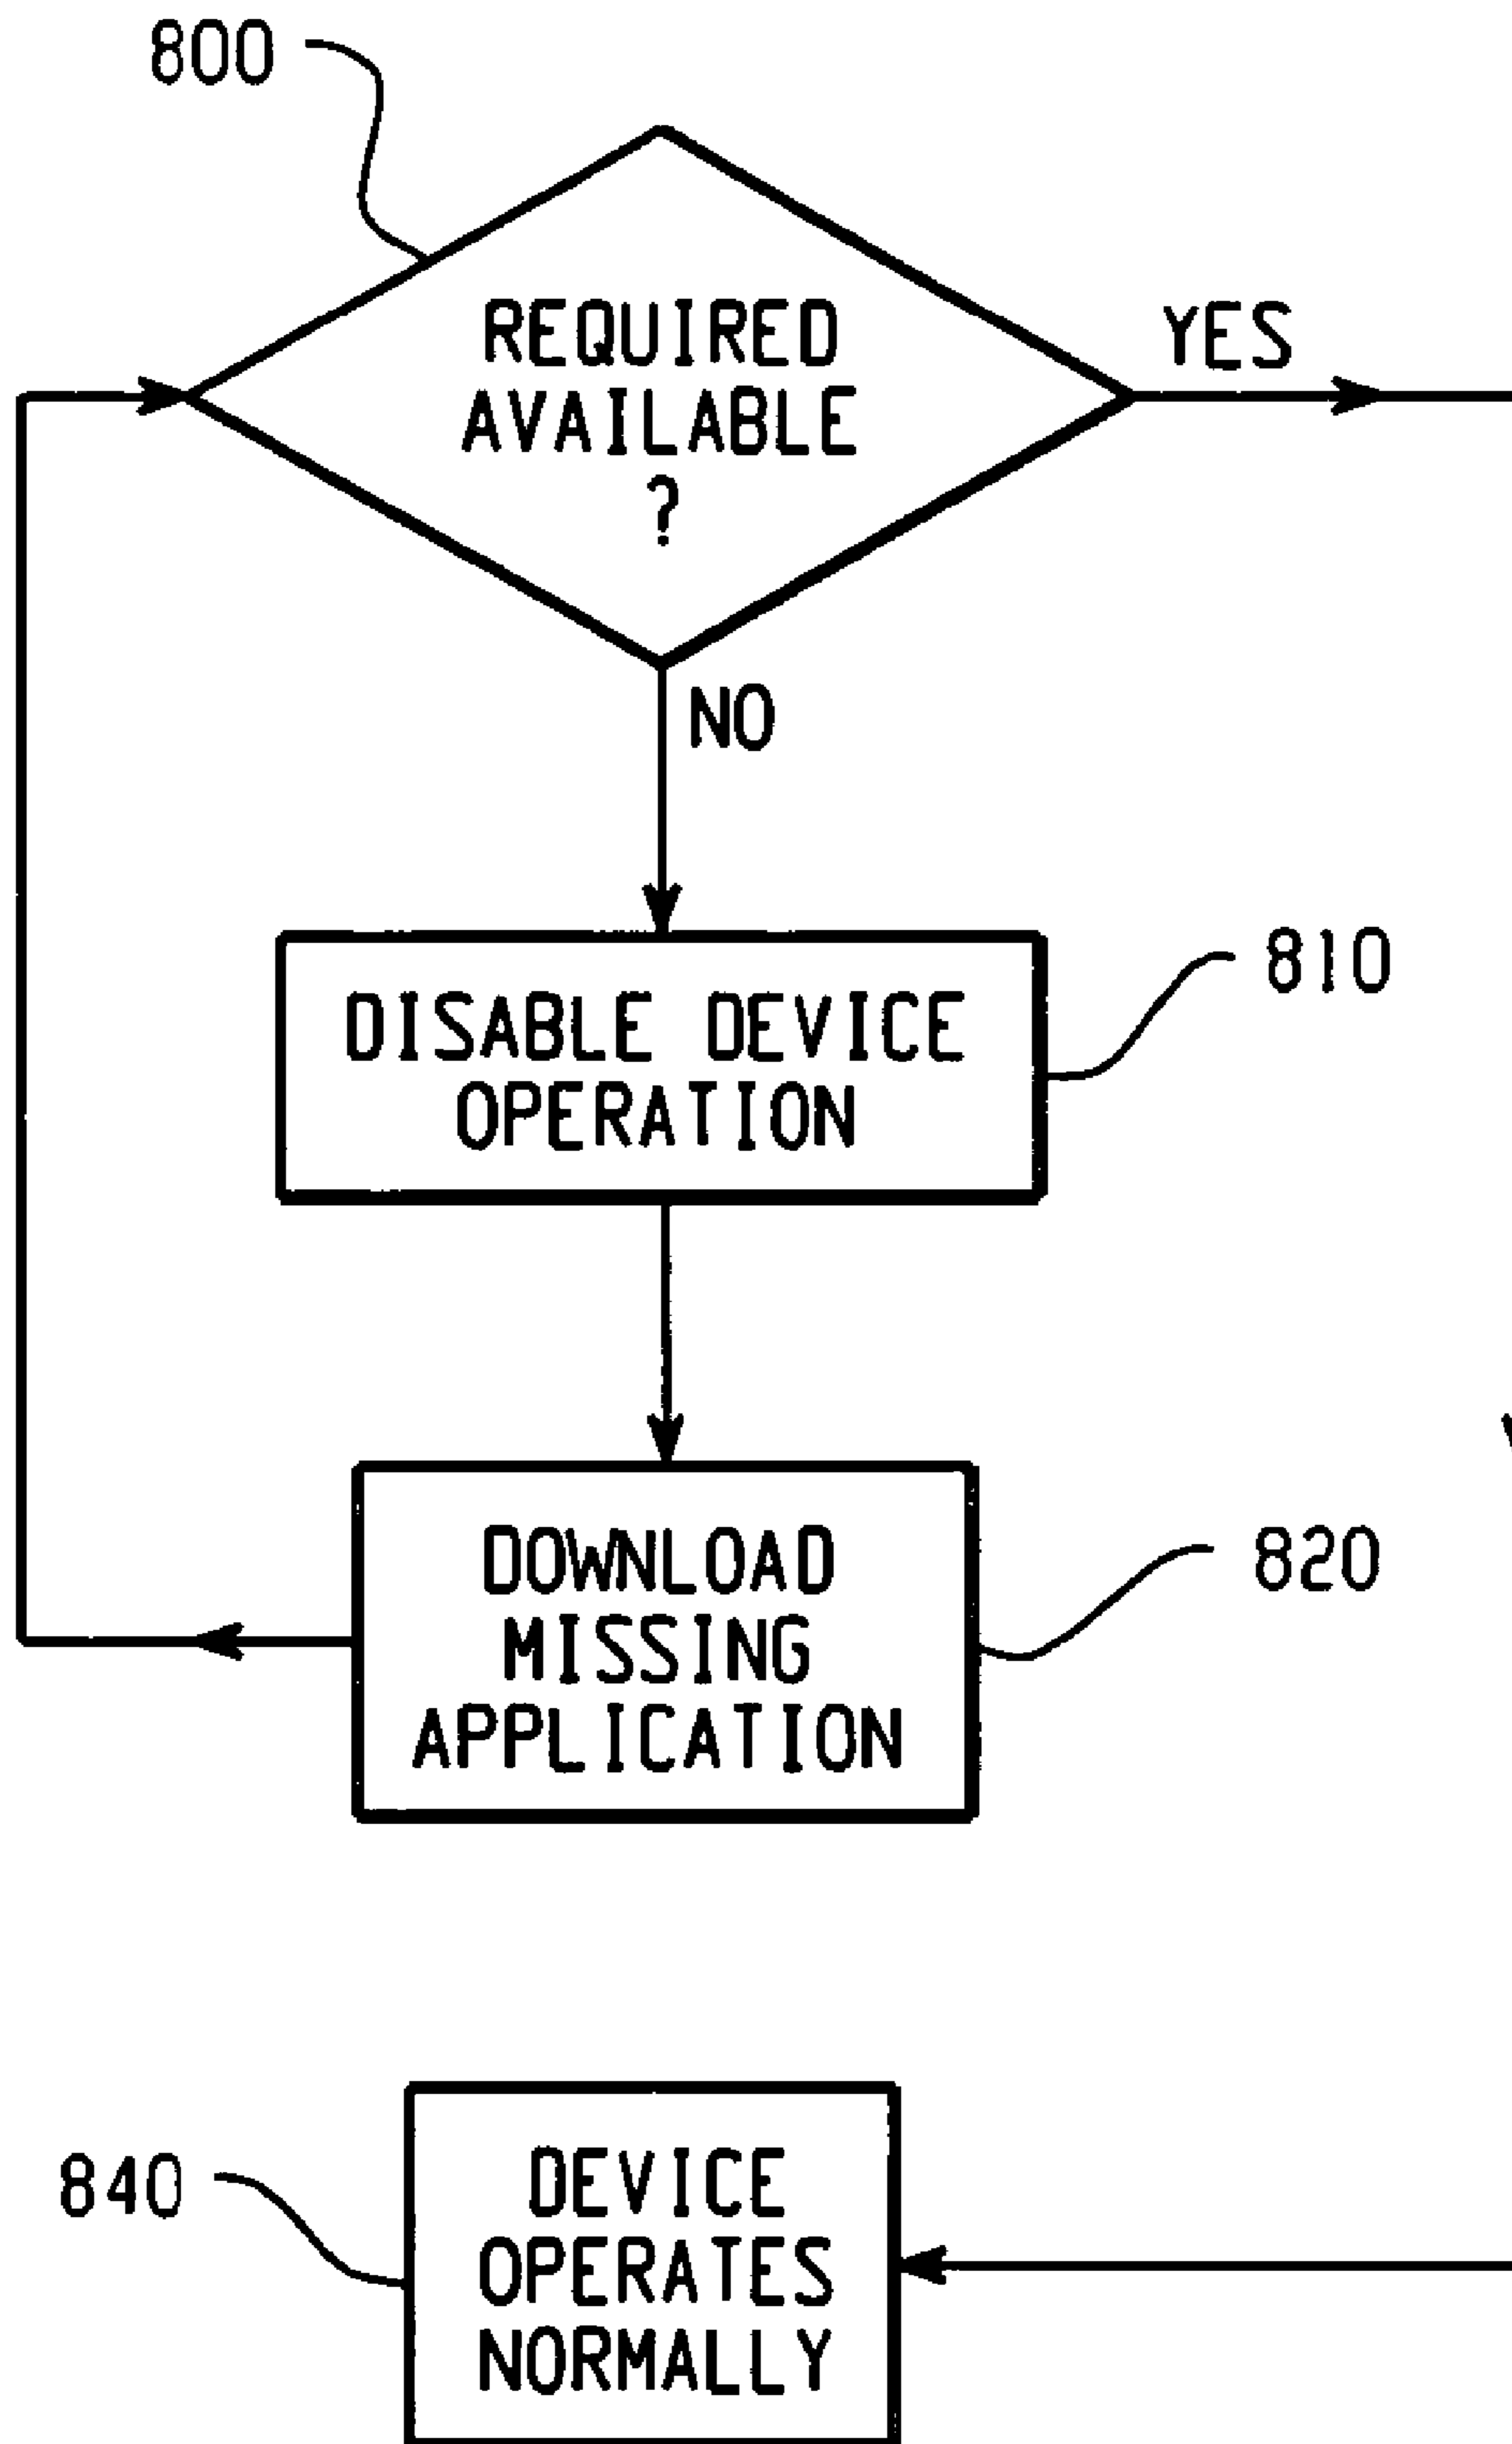 800
REQUIRED
AVAILABLE
?
YES
NO
810
DISABLE DEVICE
OPERATION
820
DOWNLOAD
MISSING
APPLICATION
840
DEVICE
OPERATES
NORMALLY